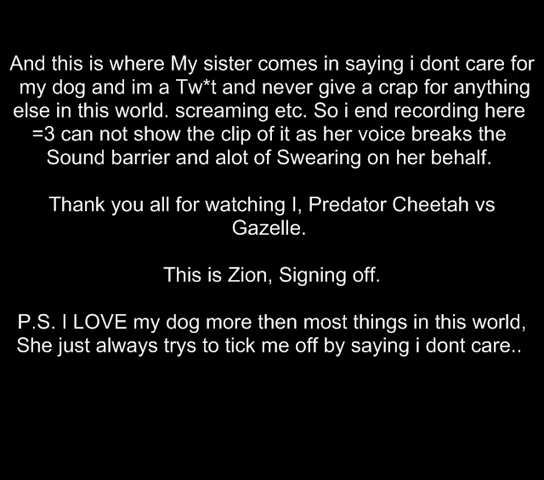 And this is where My sister comes in saying i dont care for
my dog and im a Tw*t and never give a crap for anything
else in this world. screaming etc. So i end recording here
=3 can not show the clip of it as her voice breaks the
Sound barrier and alot of Swearing on her behalf.
Thank you all for watching I, Predator Cheetah vs
Gazelle.
This is Zion, Signing off.
P.S. I LOVE my dog more then most things in this world,
She just always trys to tick me off by saying i dont care..